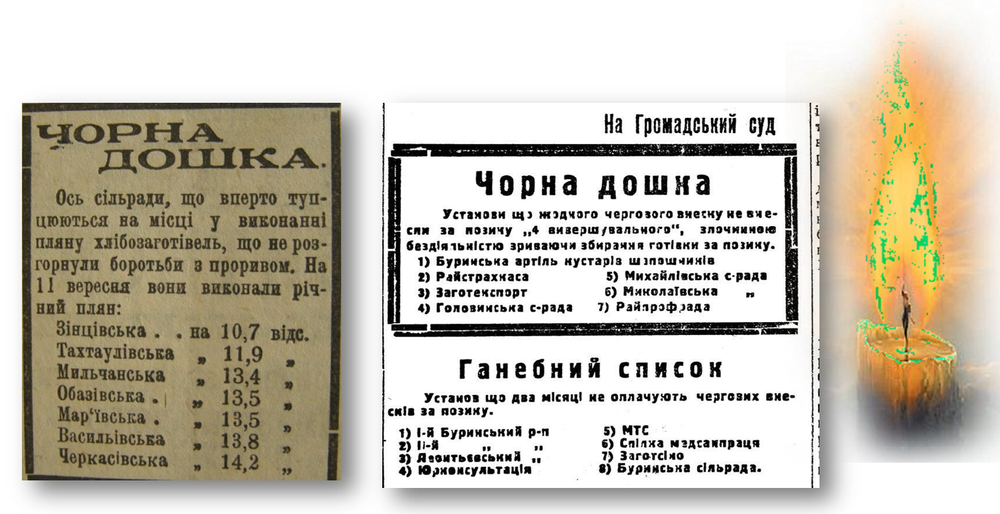 ЧОРНА
ДОШКА.
Ось сільради, що вперто туп-
цюються на місці у виконанні
пляну хлібозаготівель, що не роз-
горнули боротьби з проривом. На
11 вересня вони виконали річ-
ний плян:
Зінцівська . . на 10,7 відс.
Тахтаулівська „ 11,9 „
Мильчанська „ 13,4 „
Обазівська . „ 13,5 „
Мар‘ївська . „ 13,5 „
Васильівська „ 13,8 „
Черкасівська „ 14,2 „
На Громадський суд
Чорна дошка
Установи що жодного чергового внеску не вне-
сли за позичу „4 вивершувального“, злочинною
бездіяльністю зриваючи збирання готівки за позику.
1) Буринська артіль кустарів шапошників
2) Райстрахкаса
3) Заготекспорт
4) Головинська с-рада
5) Михайлівська с-рада
6) Миколаївська „
7) Райпрофрада
Ганебний список
Установ що два місяці не оплачують чергових вне-
сків за позику.
1) І-й Буринський р-п
2) ІІ-й „ „
3) Леонтьевський „
4) Юрконсультація
5) МТС
6) Спілка медсанпраця
7) Заготсіно
8) Буринська сільрада.